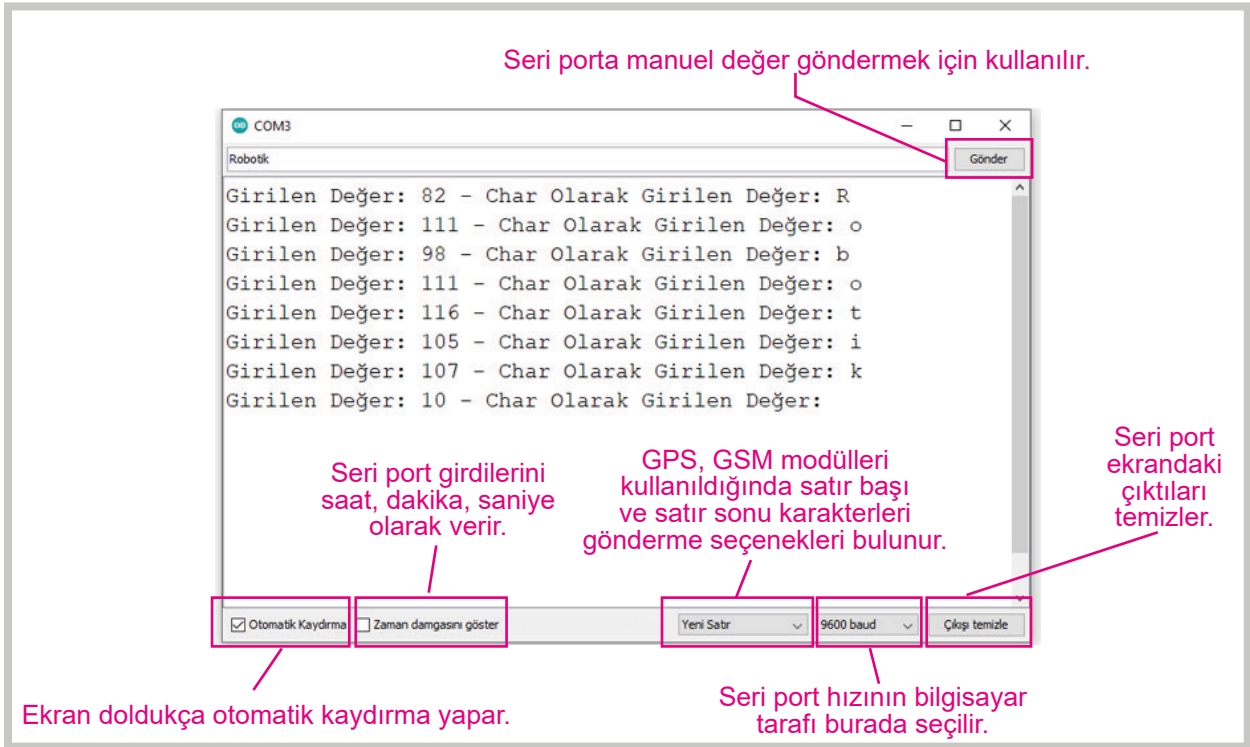 Seri porta manuel değer göndermek için kullanılır.
COM3
Robotik
Gönder
Girilen Değer: 82 - Char Olarak Girilen Değer: R
Girilen Değer: 111 - Char Olarak Girilen Değer: o
Girilen Değer: 98 - Char Olarak Girilen Değer: b
Girilen Değer: 111 - Char Olarak Girilen Değer: o
Girilen Değer: 116 - Char Olarak Girilen Değer: t
Girilen Değer: 105 - Char Olarak Girilen Değer: i
Girilen Değer: 107 - Char Olarak Girilen Değer: k
Girilen Değer: 10 - Char Olarak Girilen Değer:
Seri port girdilerini
saat, dakika, saniye
olarak verir.
GPS, GSM modülleri
kullanıldığında satır başı
ve satır sonu karakterleri
gönderme seçenekleri bulunur.
Seri port
ekrandaki
çıktıları
temizler.
Otomatik Kaydırma
Zaman damgasını göster
Yeni Satır
9600 baud
Çıkışı temizle
Ekran doldukça otomatik kaydırma yapar.
Seri port hızının bilgisayar
tarafı burada seçilir.